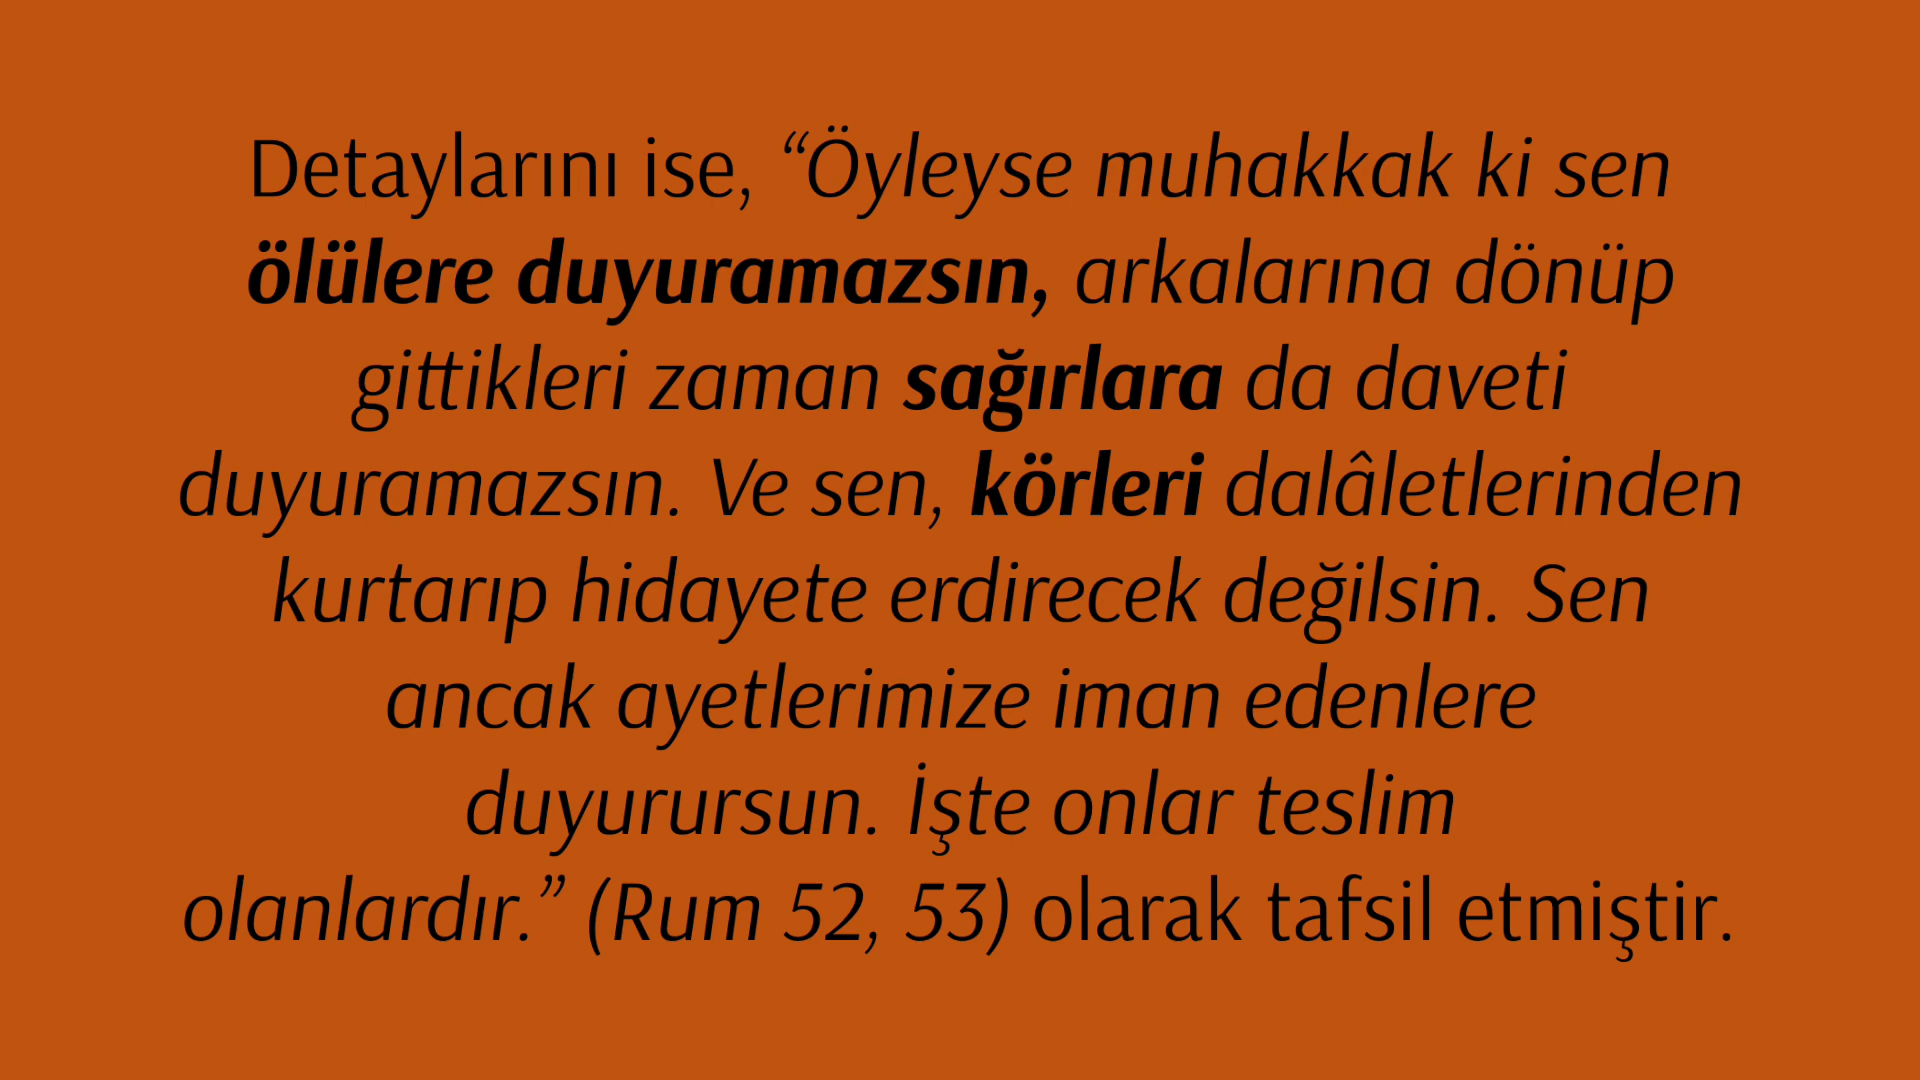 Detaylarını ise, “Öyleyse muhakkak ki sen
ölülere duyuramazsın, arkalarına dönüp
gittikleri zaman sağırlara da daveti
duyuramazsın. Ve sen, körleri dalâletlerinden
kurtarıp hidayete erdirecek değilsin. Sen
ancak ayetlerimize iman edenlere
duyurursun. İşte onlar teslim
olanlardır.” (Rum 52, 53) olarak tafsil etmiştir.